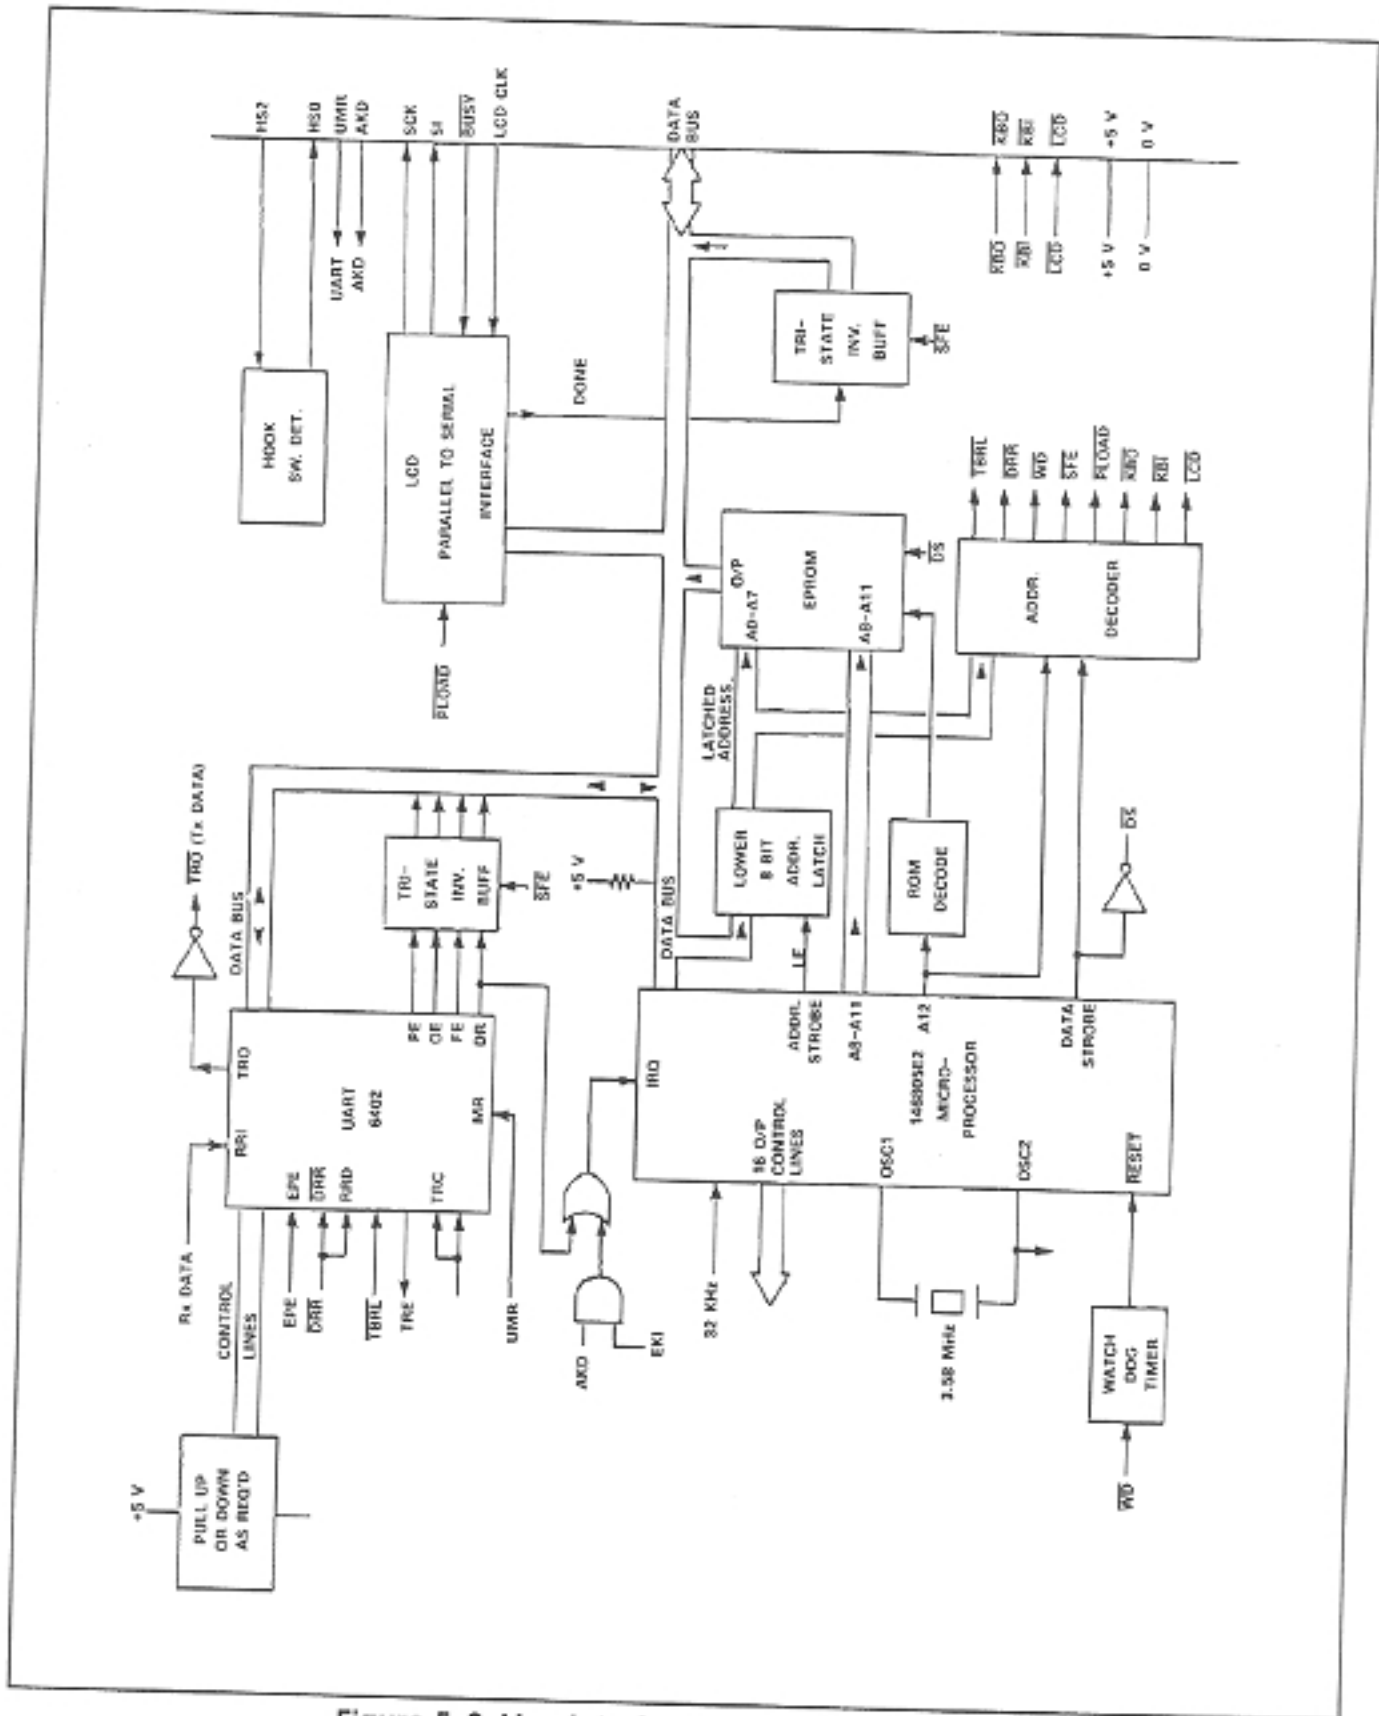 HS2
HS0
UMR
AKD
SCK
SI
BUSY
LCD CLK
DATA
BUS
KBO
KBI
LCD
+5 V
0 V
UART
AKD
KBO
KBI
LCD
+5 V
0 V
HOOK
SW. DET.
LCD
PARALLEL TO SERIAL
INTERFACE
DONE
TRI-
STATE
INV.
BUFF
SFE
PLOAD
O/P
A0-A7
EPROM
A8-A11
DS
TBRL
DRR
WD
SFE
PLOAD
KBO
KBI
LCD
ADDR.
DECODER
LATCHED
ADDRESS
TRO (Tx DATA)
DATA BUS
TRI-
STATE
INV.
BUFF
SFE
+5 V
DATA BUS
LOWER
8 BIT
ADDR.
LATCH
LE
ROM
DECODE
DS
TRO
RRI
UART
6402
PE
OE
FE
DR
MR
EPE
DRR
RRD
TRC
Rx DATA
CONTROL
LINES
EPE
DRR
TBRL
TRE
UMR
IRQ
ADDR.
STROBE
A8-A11
A12
146805E2
MICRO-
PROCESSOR
DATA
STROBE
16 O/P
CONTROL
LINES
OSC1
OSC2
RESET
AKD
EKI
32 KHz
3.58 MHz
WATCH
DOG
TIMER
WD
+5 V
PULL UP
OR DOWN
AS REQ'D